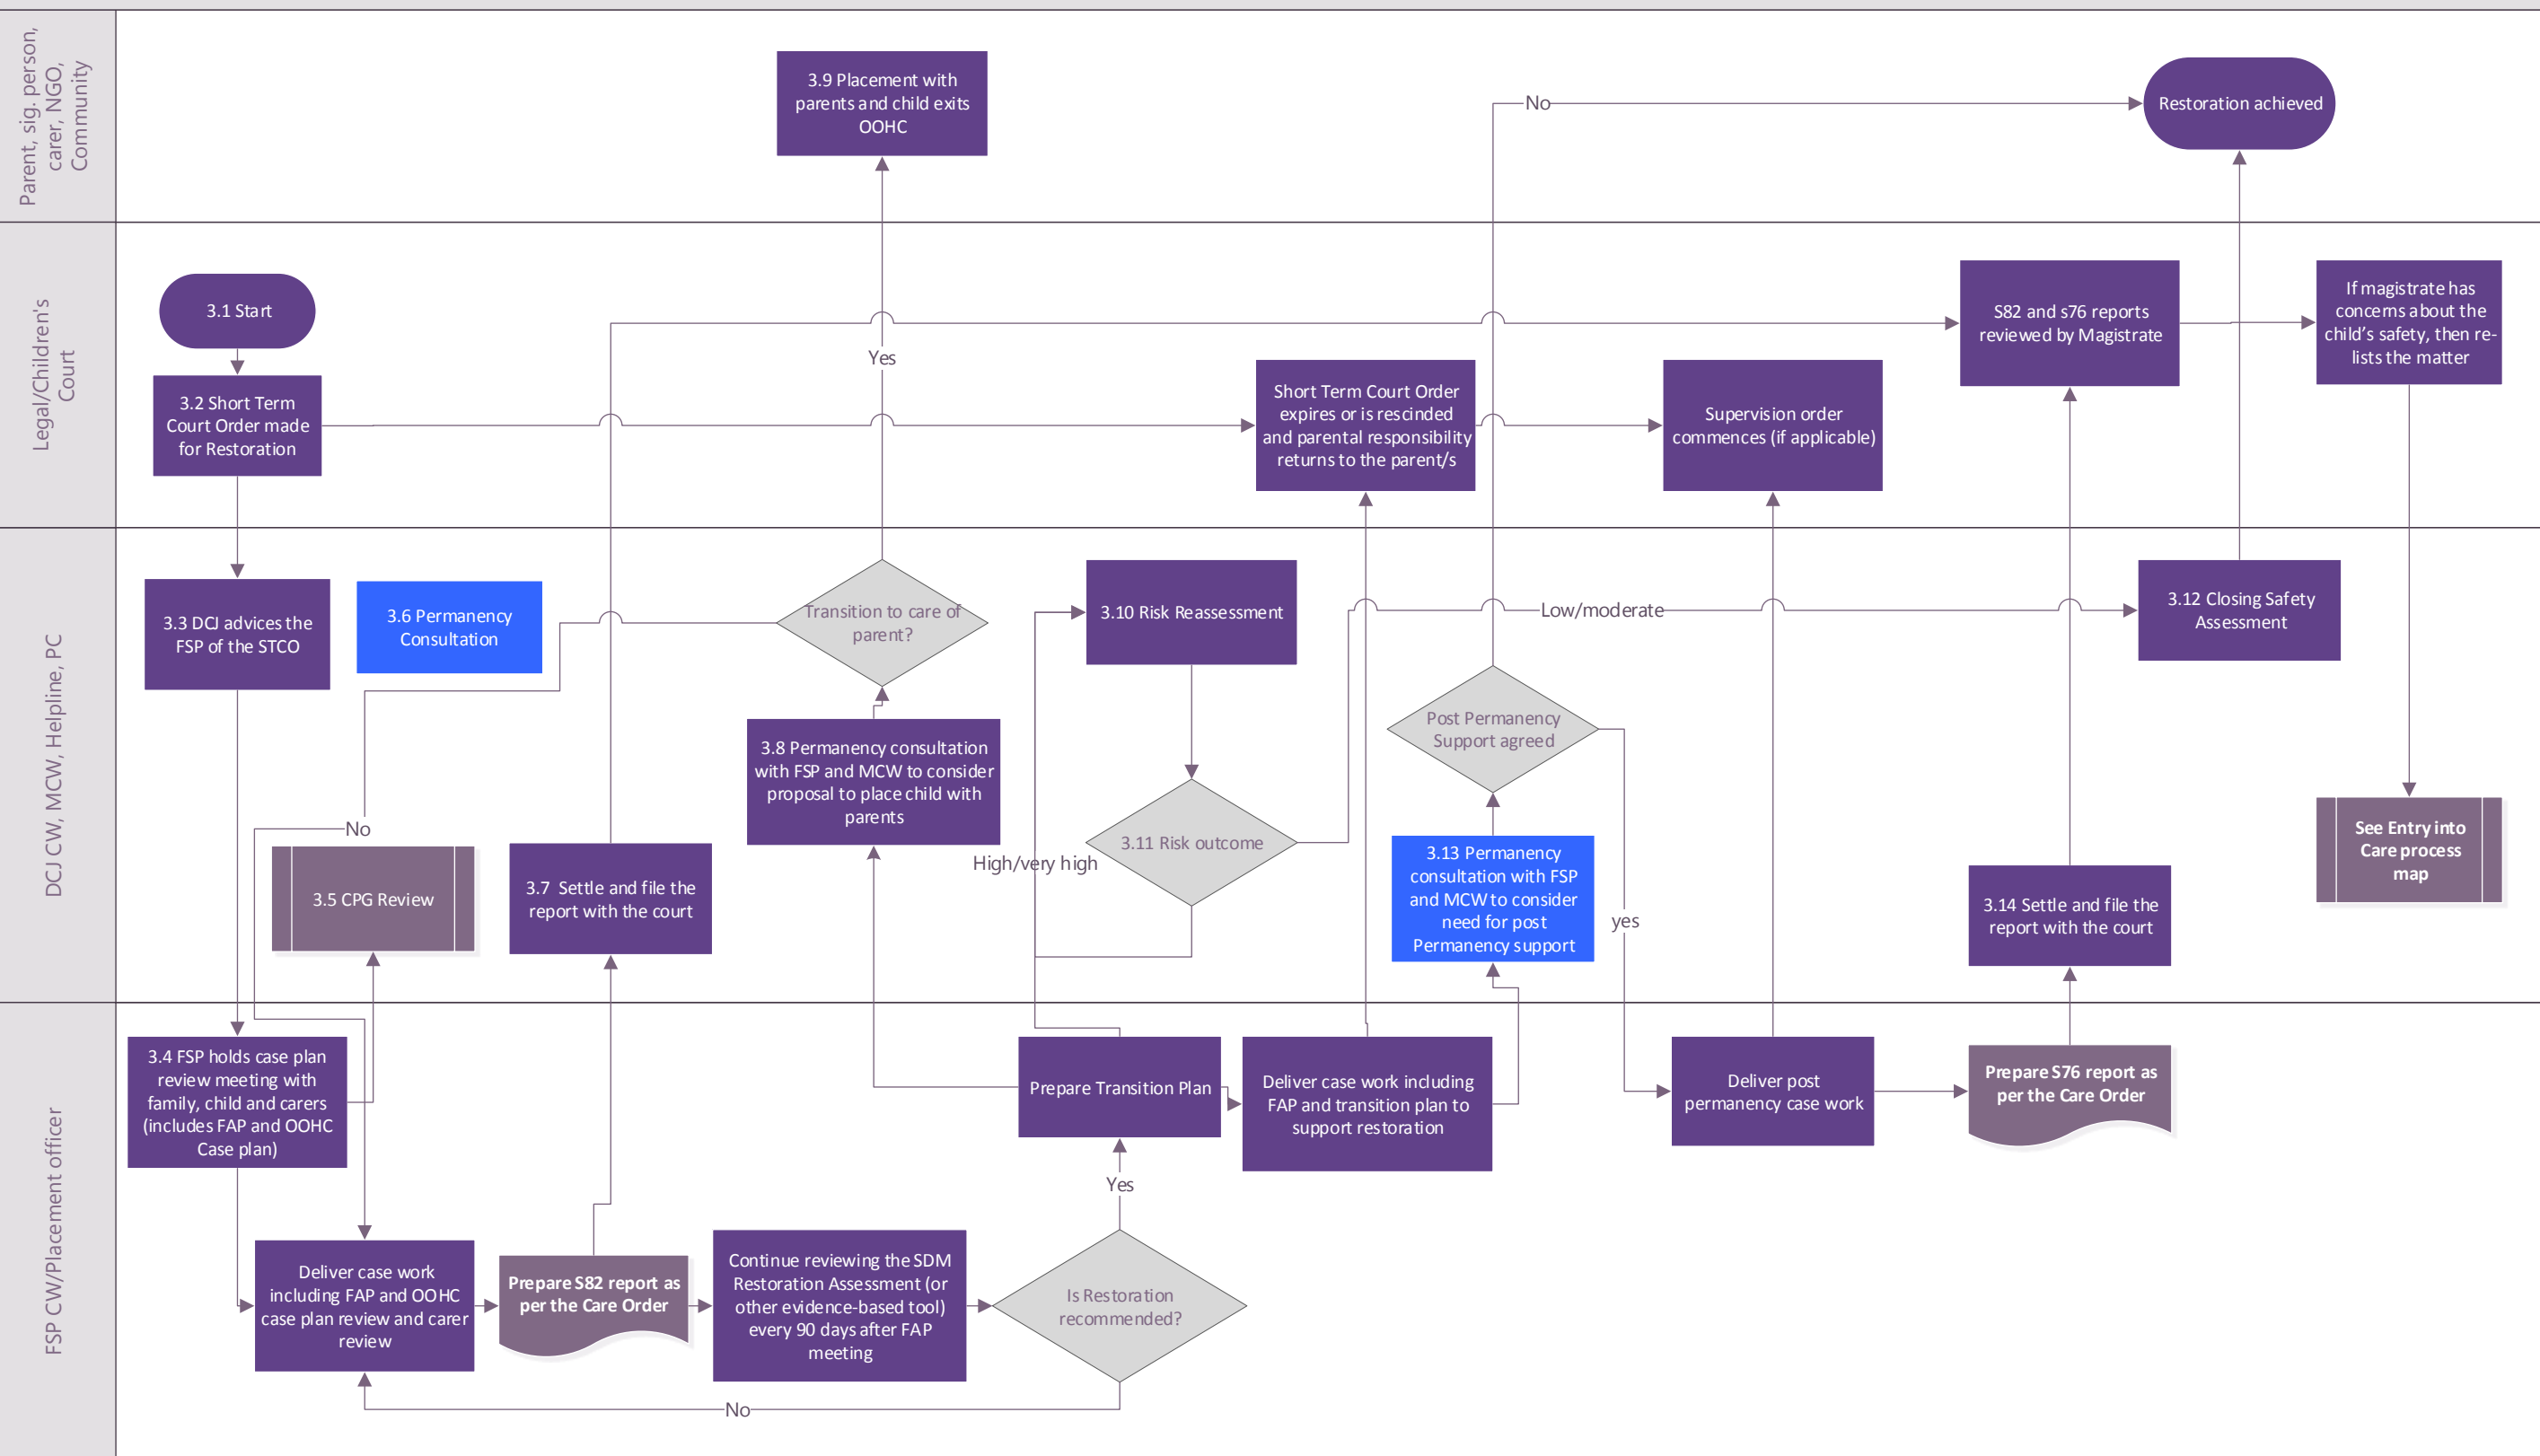 Parent, sig. person,
carer, NGO,
Community
3.9 Placement with
parents and child exits
OOHC
No
Restoration achieved
Legal/Children's
Court
3.1 Start
3.2 Short Term
Court Order made
for Restoration
Yes
Short Term Court Order
expires or is rescinded
and parental responsibility
returns to the parent/s
Supervision order
commences (if applicable)
S82 and s76 reports
reviewed by Magistrate
If magistrate has
concerns about the
child’s safety, then re-
lists the matter
DCJ CW, MCW, Helpline, PC
3.3 DCJ advices the
FSP of the STCO
3.6 Permanency
Consultation
Transition to care of
parent?
3.10 Risk Reassessment
Low/moderate
3.12 Closing Safety
Assessment
3.8 Permanency consultation
with FSP and MCW to consider
proposal to place child with
parents
Post Permanency
Support agreed
No
3.5 CPG Review
3.7 Settle and file the
report with the court
High/very high
3.11 Risk outcome
3.13 Permanency
consultation with FSP
and MCW to consider
need for post
Permanency support
yes
3.14 Settle and file the
report with the court
See Entry into
Care process
map
FSP CW/Placement officer
3.4 FSP holds case plan
review meeting with
family, child and carers
(includes FAP and OOHC
Case plan)
Prepare Transition Plan
Deliver case work including
FAP and transition plan to
support restoration
Deliver post
permanency case work
Prepare S76 report as
per the Care Order
Yes
Deliver case work
including FAP and OOHC
case plan review and carer
review
Prepare S82 report as
per the Care Order
Continue reviewing the SDM
Restoration Assessment (or
other evidence-based tool)
every 90 days after FAP
meeting
Is Restoration
recommended?
No